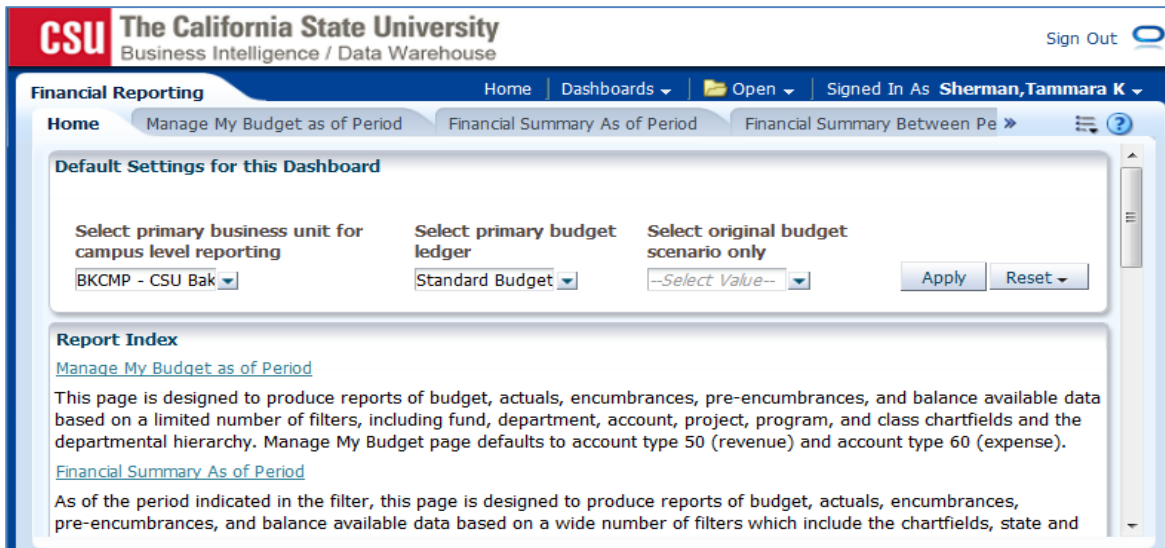 CSU The California State University
Business Intelligence / Data Warehouse
Sign Out
Financial Reporting
Home Dashboards Open Signed In As Sherman,Tammara K
Home Manage My Budget as of Period Financial Summary As of Period Financial Summary Between Pe »
Default Settings for this Dashboard
Select primary business unit for campus level reporting
BKCMP - CSU Bak
Select primary budget ledger
Standard Budget
Select original budget scenario only
--Select Value--
Apply Reset
Report Index
Manage My Budget as of Period
This page is designed to produce reports of budget, actuals, encumbrances, pre-encumbrances, and balance available data
based on a limited number of filters, including fund, department, account, project, program, and class chartfields and the
departmental hierarchy. Manage My Budget page defaults to account type 50 (revenue) and account type 60 (expense).
Financial Summary As of Period
As of the period indicated in the filter, this page is designed to produce reports of budget, actuals, encumbrances,
pre-encumbrances, and balance available data based on a wide number of filters which include the chartfields, state and